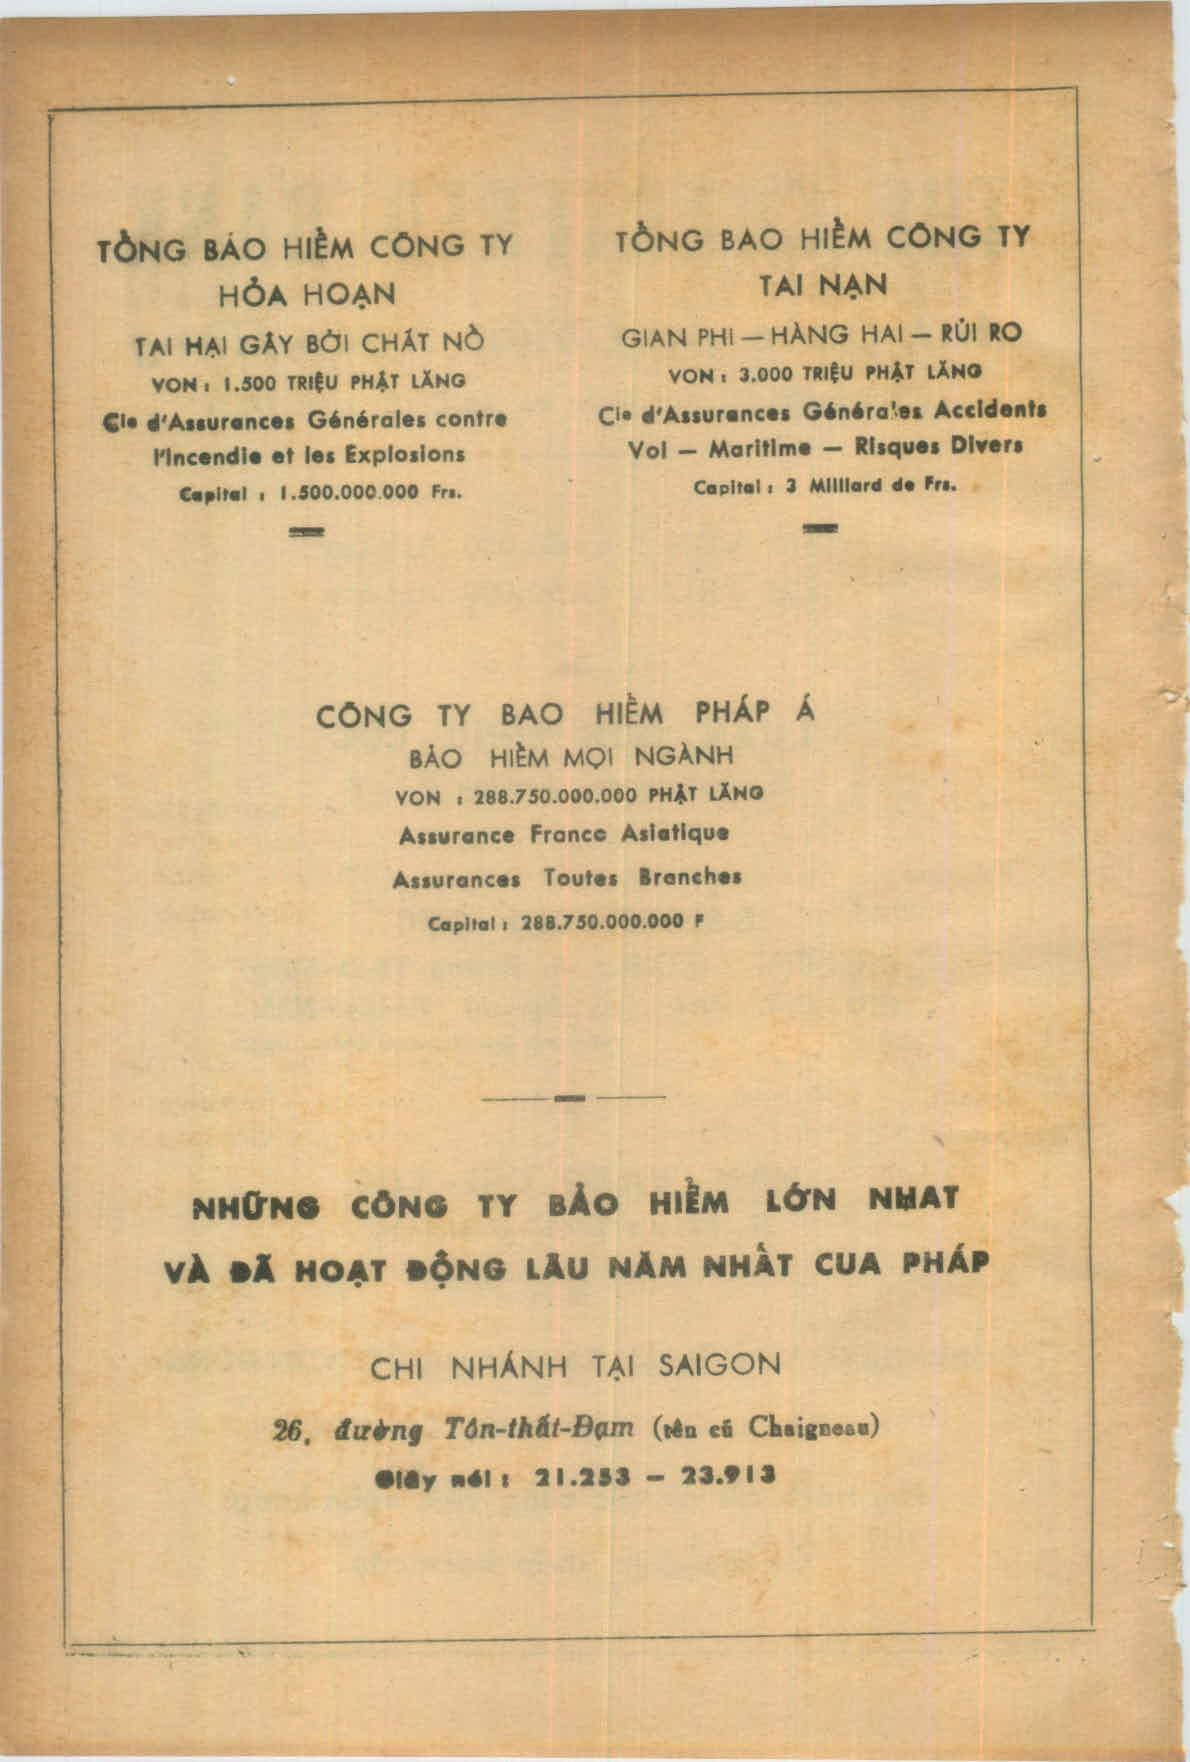 TỔNG BẢO HIỂM CÔNG TY
HỎA HOẠN
TAI HẠI GÂY BỞI CHẤT NỔ
VON : 1.500 TRIỆU PHẬT LĂNG
Cie d'Assurances Générales contre
l'Incendie et les Explosions
Capital : 1.500.000.000 Frs.
TỔNG BAO HIỂM CÔNG TY
TAI NẠN
GIAN PHI — HÀNG HAI — RỦI RO
VON : 3.000 TRIỆU PHẬT LĂNG
Cie d'Assurances Générales Accidents
Vol — Maritime — Risques Divers
Capital : 3 Milliard de Frs.
CÔNG TY BAO HIỂM PHÁP Á
BẢO HIỂM MỌI NGÀNH
VON : 288.750.000.000 PHẬT LĂNG
Assurance France Asiatique
Assurances Toutes Branches
Capital : 288.750.000.000 F
NHỮNG CÔNG TY BẢO HIỂM LỚN NHAT
VÀ ĐÃ HOẠT ĐỘNG LÂU NĂM NHẤT CUA PHÁP
CHI NHÁNH TẠI SAIGON
26, đường Tôn-thất-Đạm (tên cũ Chaigneau)
Giây nói : 21.253 — 23.913